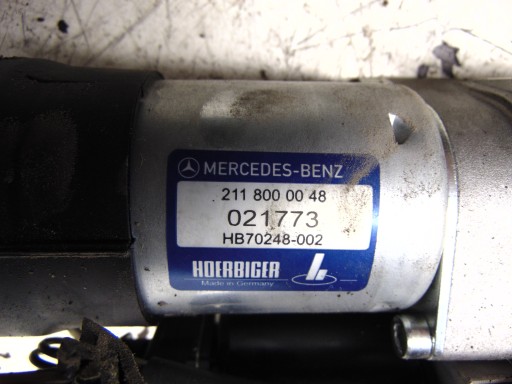 MERCEDES-BENZ
211 800 00 48
021773
HB70248-002
HOERBIGER
Made in Germany